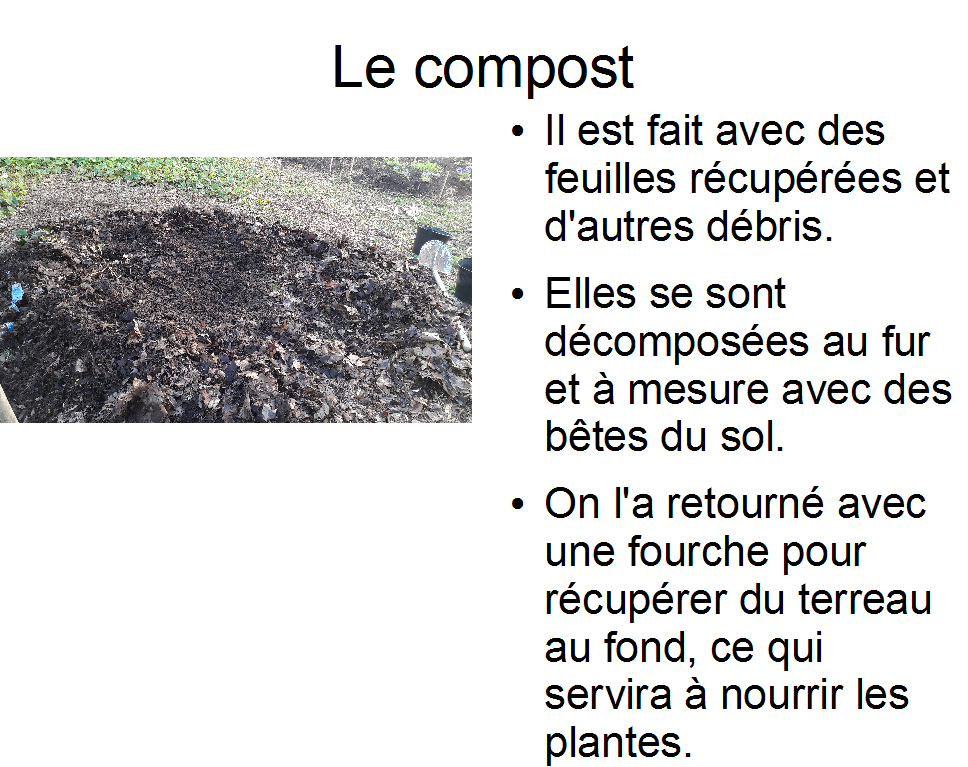 Le compost
• Il est fait avec des
feuilles récupérées et
d'autres débris.
• Elles se sont
décomposées au fur
et à mesure avec des
bêtes du sol.
• On l'a retourné avec
une fourche pour
récupérer du terreau
au fond, ce qui
servira à nourrir les
plantes.